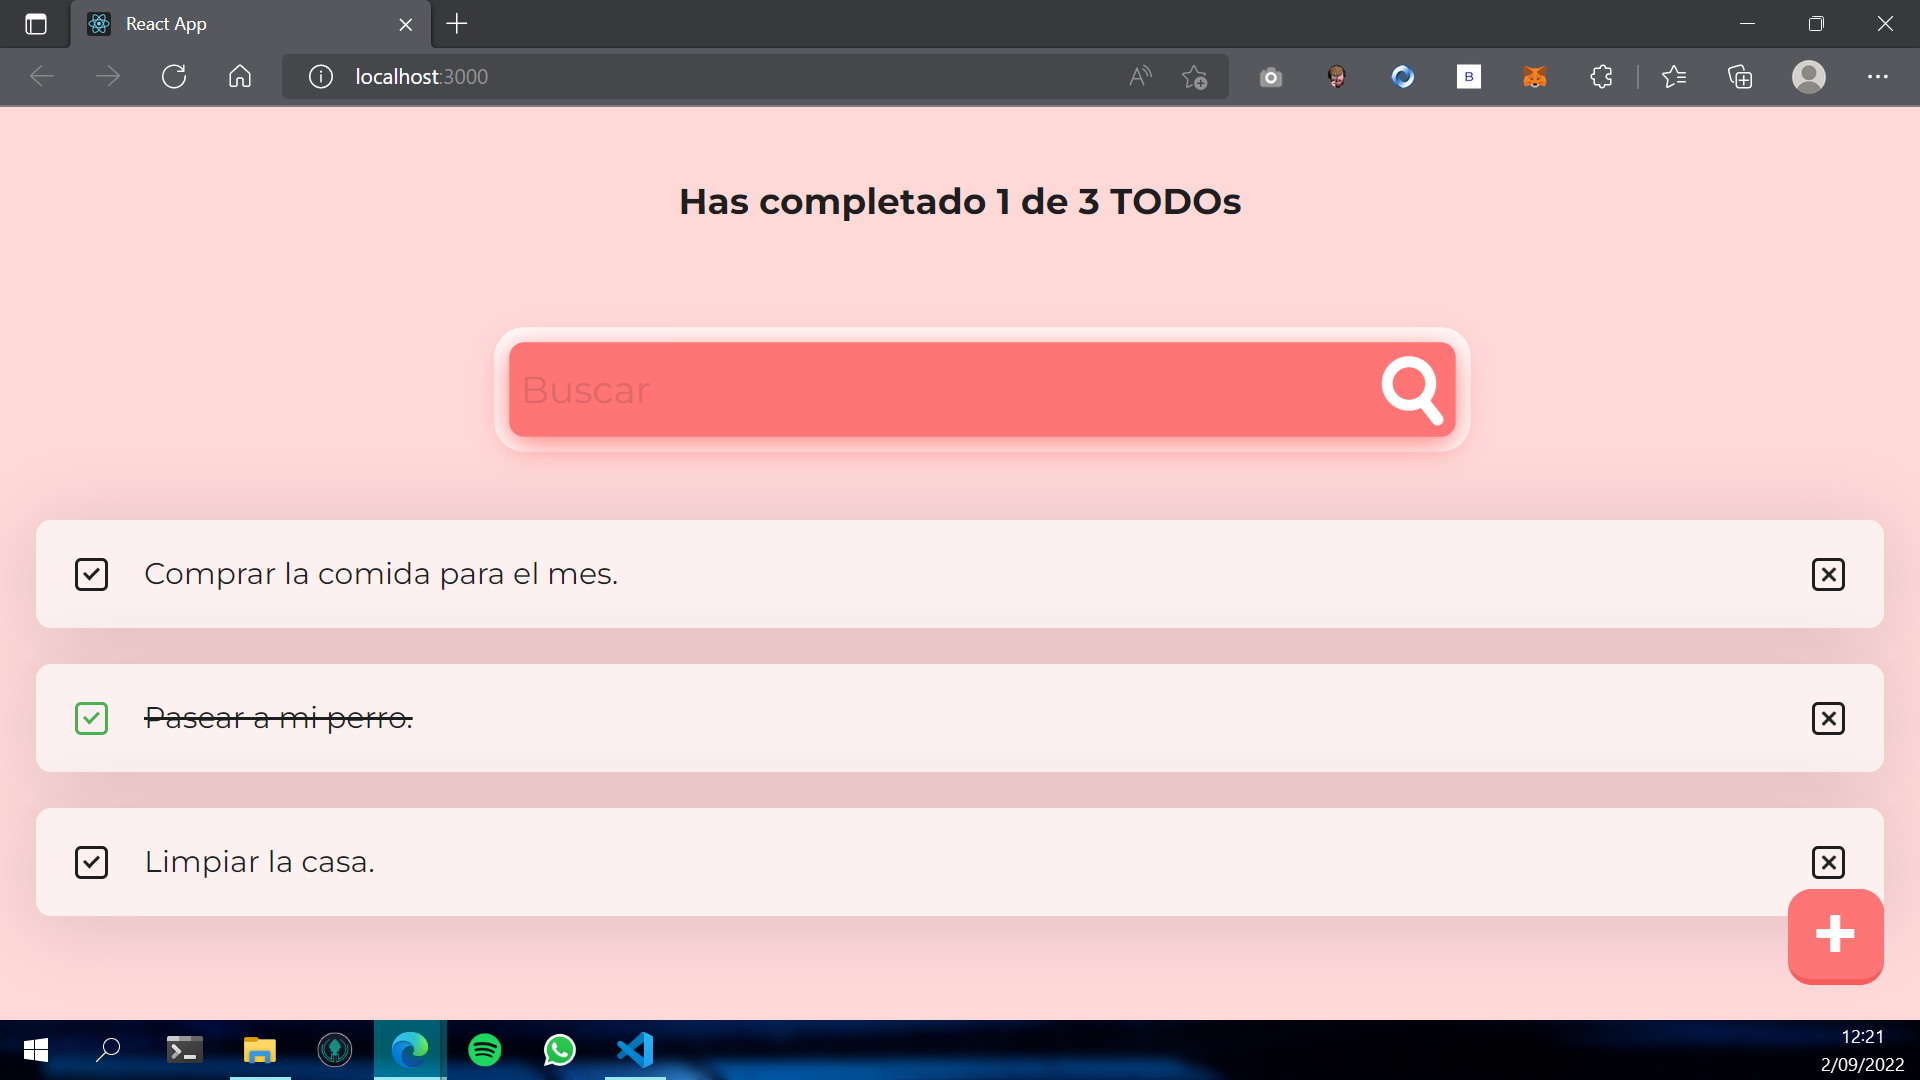 React App
localhost:3000
B
Has completado 1 de 3 TODOs
Buscar
Comprar la comida para el mes.
Pasear a mi perro.
Limpiar la casa.
12:21
2/09/2022